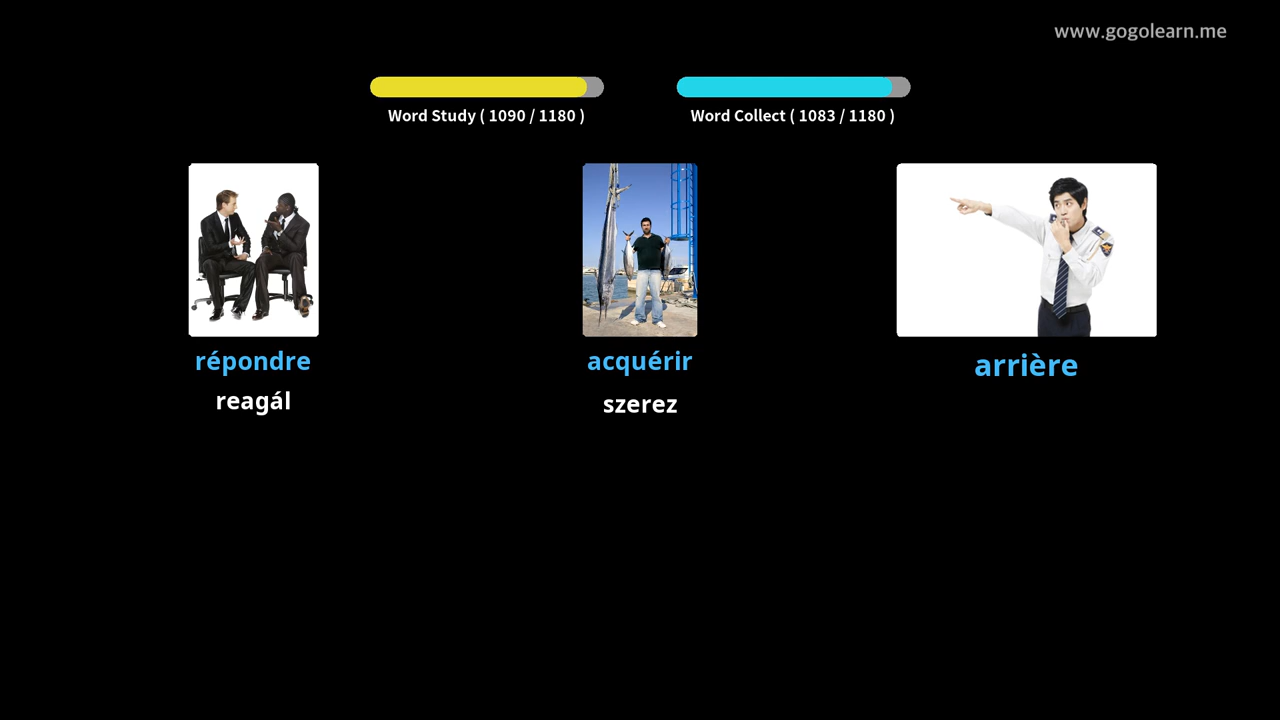 www.gogolearn.me
Word Study ( 1090 / 1180 )
Word Collect ( 1083 / 1180 )
répondre
acquérir
arrière
reagál
szerez